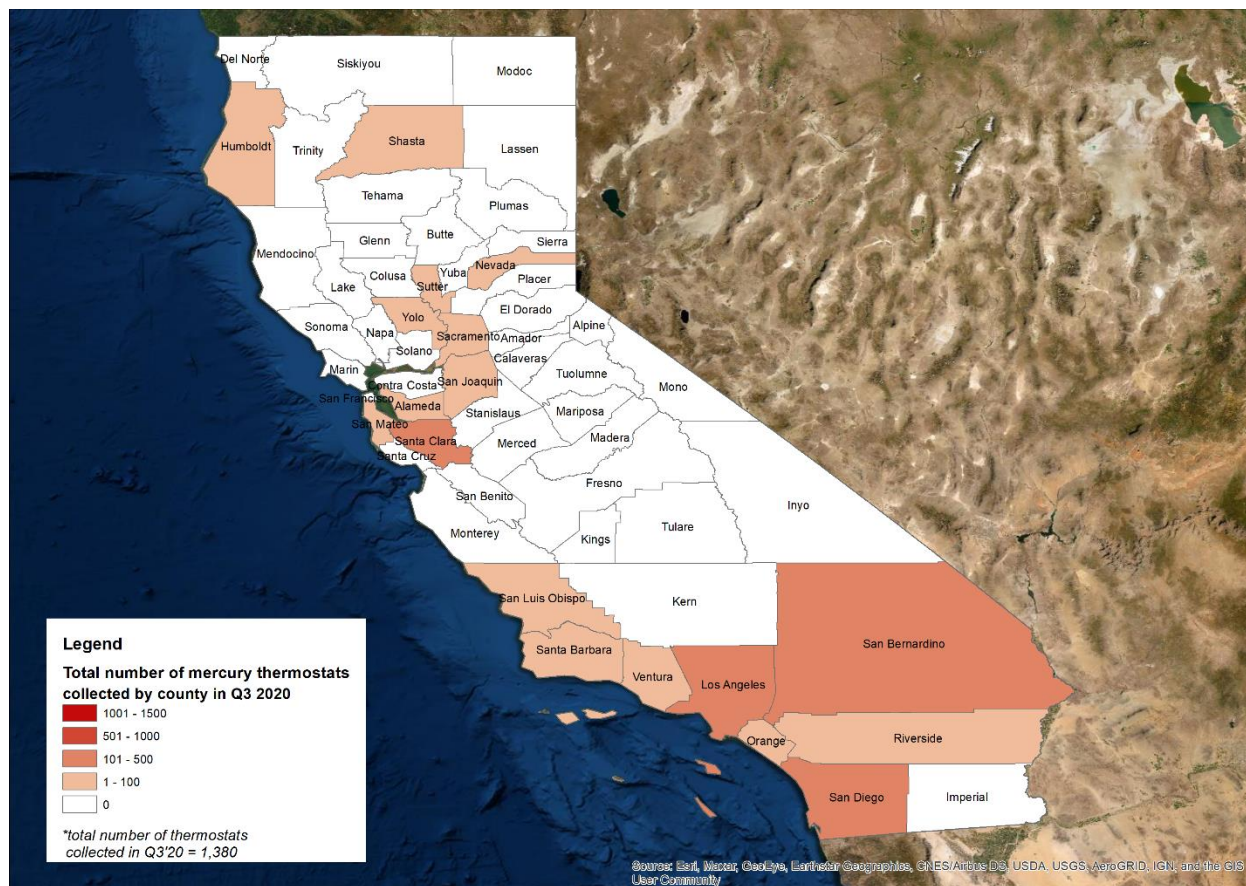 Del Norte
Siskiyou
Modoc
Humboldt
Trinity
Shasta
Lassen
Tehama
Plumas
Butte
Glenn
Sierra
Mendocino
Nevada
Colusa
Yuba
Placer
Lake
Sutter
El Dorado
Yolo
Sonoma
Napa
Alpine
Sacramento
Amador
Solano
Calaveras
Marin
Tuolumne
Contra Costa
San Joaquin
Mono
San Francisco
Alameda
Mariposa
Stanislaus
San Mateo
Madera
Santa Clara
Merced
Santa Cruz
Fresno
San Benito
Inyo
Monterey
Kings
Tulare
San Luis Obispo
Kern
San Bernardino
Santa Barbara
Ventura
Los Angeles
Orange
Riverside
San Diego
Imperial
Legend
Total number of mercury thermostats
collected by county in Q3 2020
1001 - 1500
501 - 1000
101 - 500
1 - 100
0
*total number of thermostats
collected in Q3'20 = 1,380
Source: Esri, Maxar, GeoEye, Earthstar Geographics, CNES/Airbus DS, USDA, USGS, AeroGRID, IGN, and the GIS
User Community